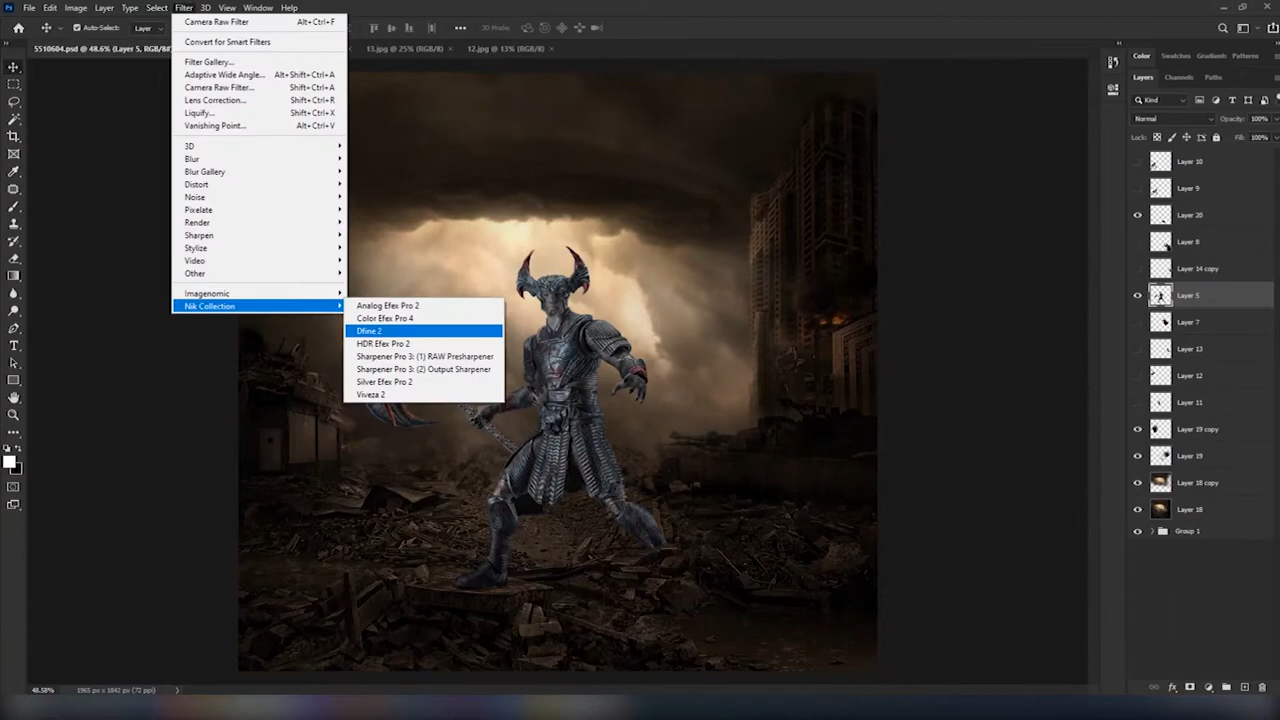 File Edit Image Layer Type Select Filter 3D View Window Help
Auto-Select: Layer
3D Mode:
5510604.psd @ 48.6% (Layer 5, RGB/8#)
13.jpg @ 25% (RGB/8)
12.jpg @ 13% (RGB/8)
Camera Raw Filter Alt+Ctrl+F
Convert for Smart Filters
Filter Gallery...
Adaptive Wide Angle... Alt+Shift+Ctrl+A
Camera Raw Filter... Shift+Ctrl+A
Lens Correction... Shift+Ctrl+R
Liquify... Shift+Ctrl+X
Vanishing Point... Alt+Ctrl+V
3D
Blur
Blur Gallery
Distort
Noise
Pixelate
Render
Sharpen
Stylize
Video
Other
Imagenomic
Nik Collection
Analog Efex Pro 2
Color Efex Pro 4
Dfine 2
HDR Efex Pro 2
Sharpener Pro 3: (1) RAW Presharpener
Sharpener Pro 3: (2) Output Sharpener
Silver Efex Pro 2
Viveza 2
Color Swatches Gradients Patterns
Layers Channels Paths
Kind
Normal Opacity: 100%
Lock: Fill: 100%
Layer 10
Layer 9
Layer 20
Layer 8
Layer 14 copy
Layer 5
Layer 7
Layer 13
Layer 12
Layer 11
Layer 19 copy
Layer 19
Layer 18 copy
Layer 18
Group 1
48.58% 1965 px x 1842 px (72 ppi)